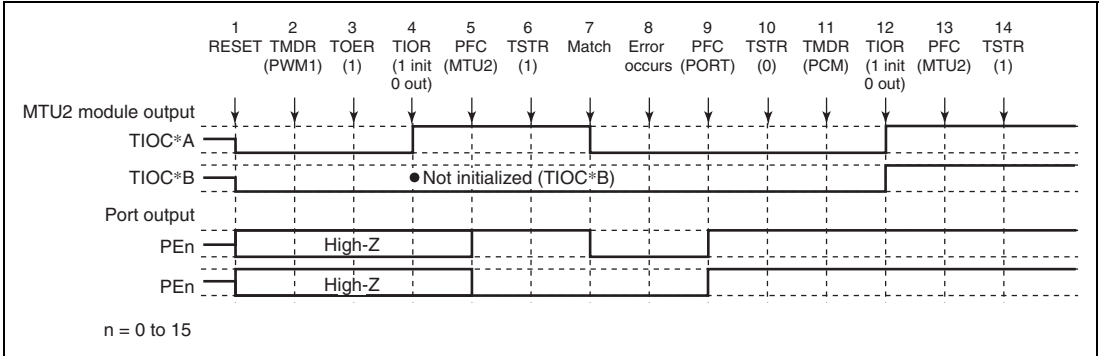 1 2 3 4 5 6 7 8 9 10 11 12 13 14
RESET TMDR TOER TIOR PFC TSTR Match Error PFC TSTR TMDR TIOR PFC TSTR
(PWM1) (1) (1 init (MTU2) (1) occurs (PORT) (0) (PCM) (1 init (MTU2) (1)
0 out) 0 out)
MTU2 module output
TIOC*A
TIOC*B
●Not initialized (TIOC*B)
Port output
PEn
High-Z
PEn
High-Z
n = 0 to 15